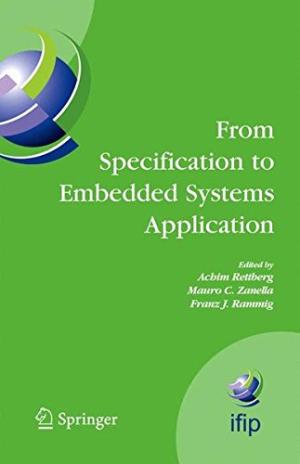 From
Specification to
Embedded Systems
Application
Edited by
Achim Rettberg
Mauro C. Zanella
Franz J. Rammig
Springer
ifip